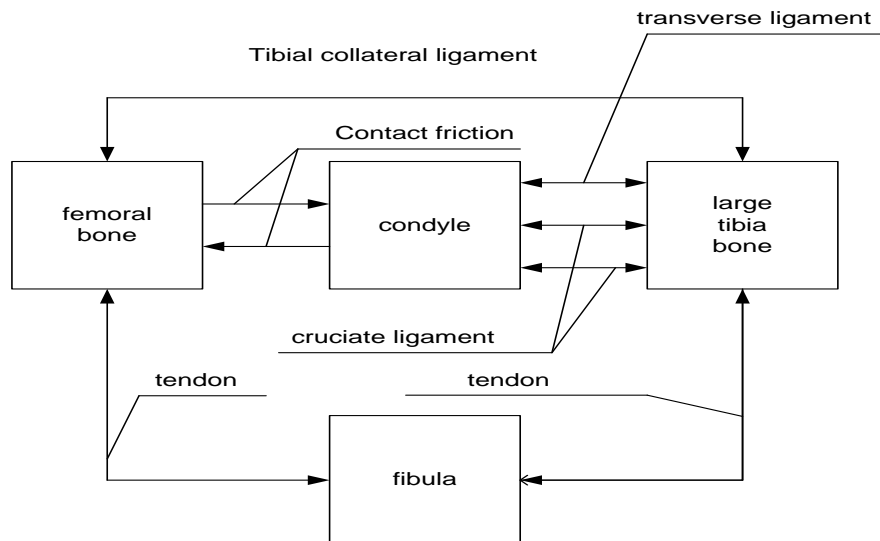 transverse ligament
Tibial collateral ligament
Contact friction
femoral
bone
condyle
large
tibia
bone
cruciate ligament
tendon
tendon
fibula